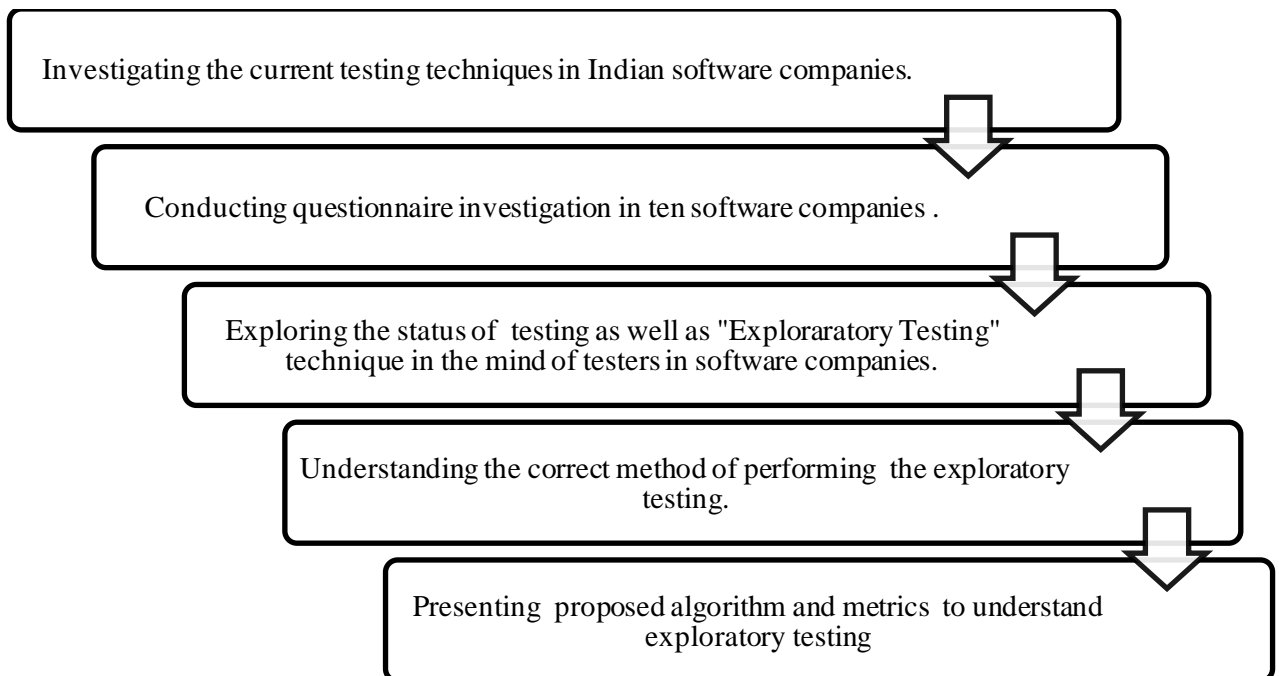 Investigating the current testing techniques in Indian software companies.
Conducting questionnaire investigation in ten software companies .
Exploring the status of testing as well as "Exploraratory Testing"
technique in the mind of testers in software companies.
Understanding the correct method of performing the exploratory
testing.
Presenting proposed algorithm and metrics to understand
exploratory testing